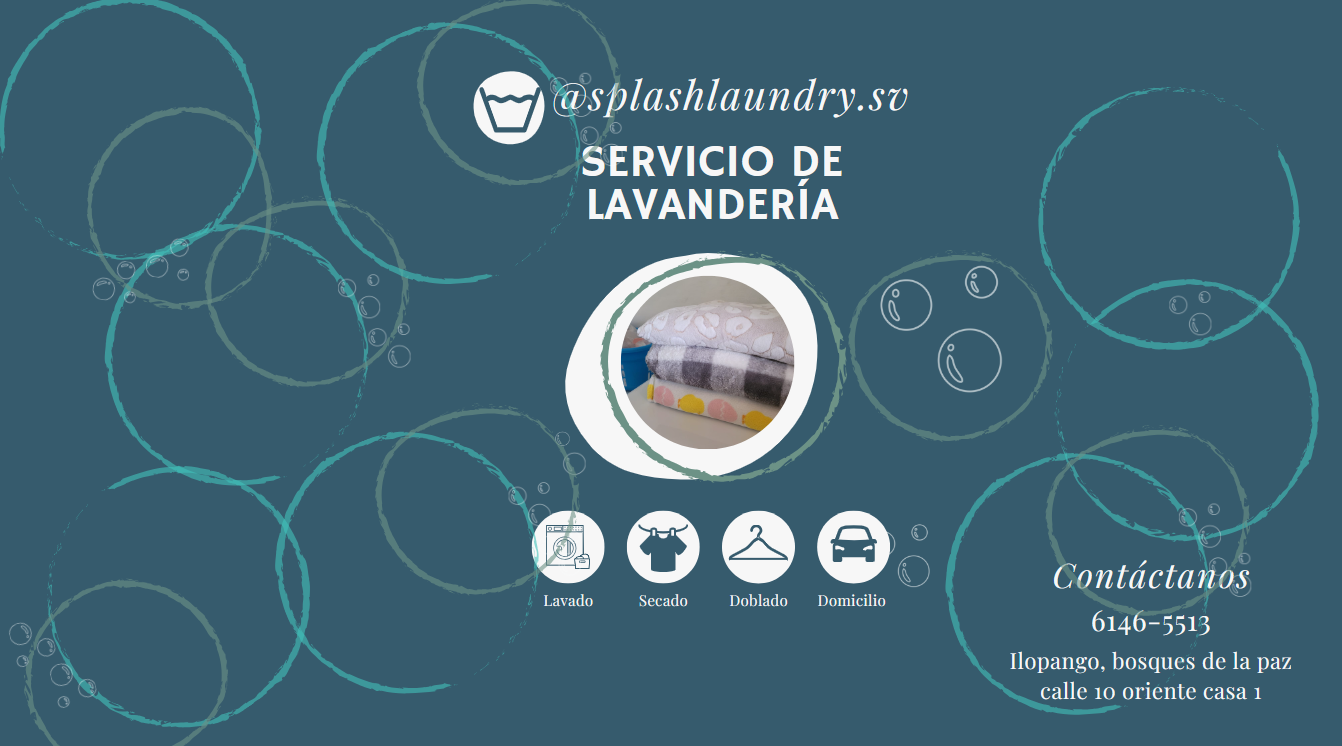 @splashlaundry.sv
SERVICIO DE
LAVANDERÍA
Lavado
Secado
Doblado
Domicilio
Contáctanos
6146-5513
Ilopango, bosques de la paz
calle 10 oriente casa 1